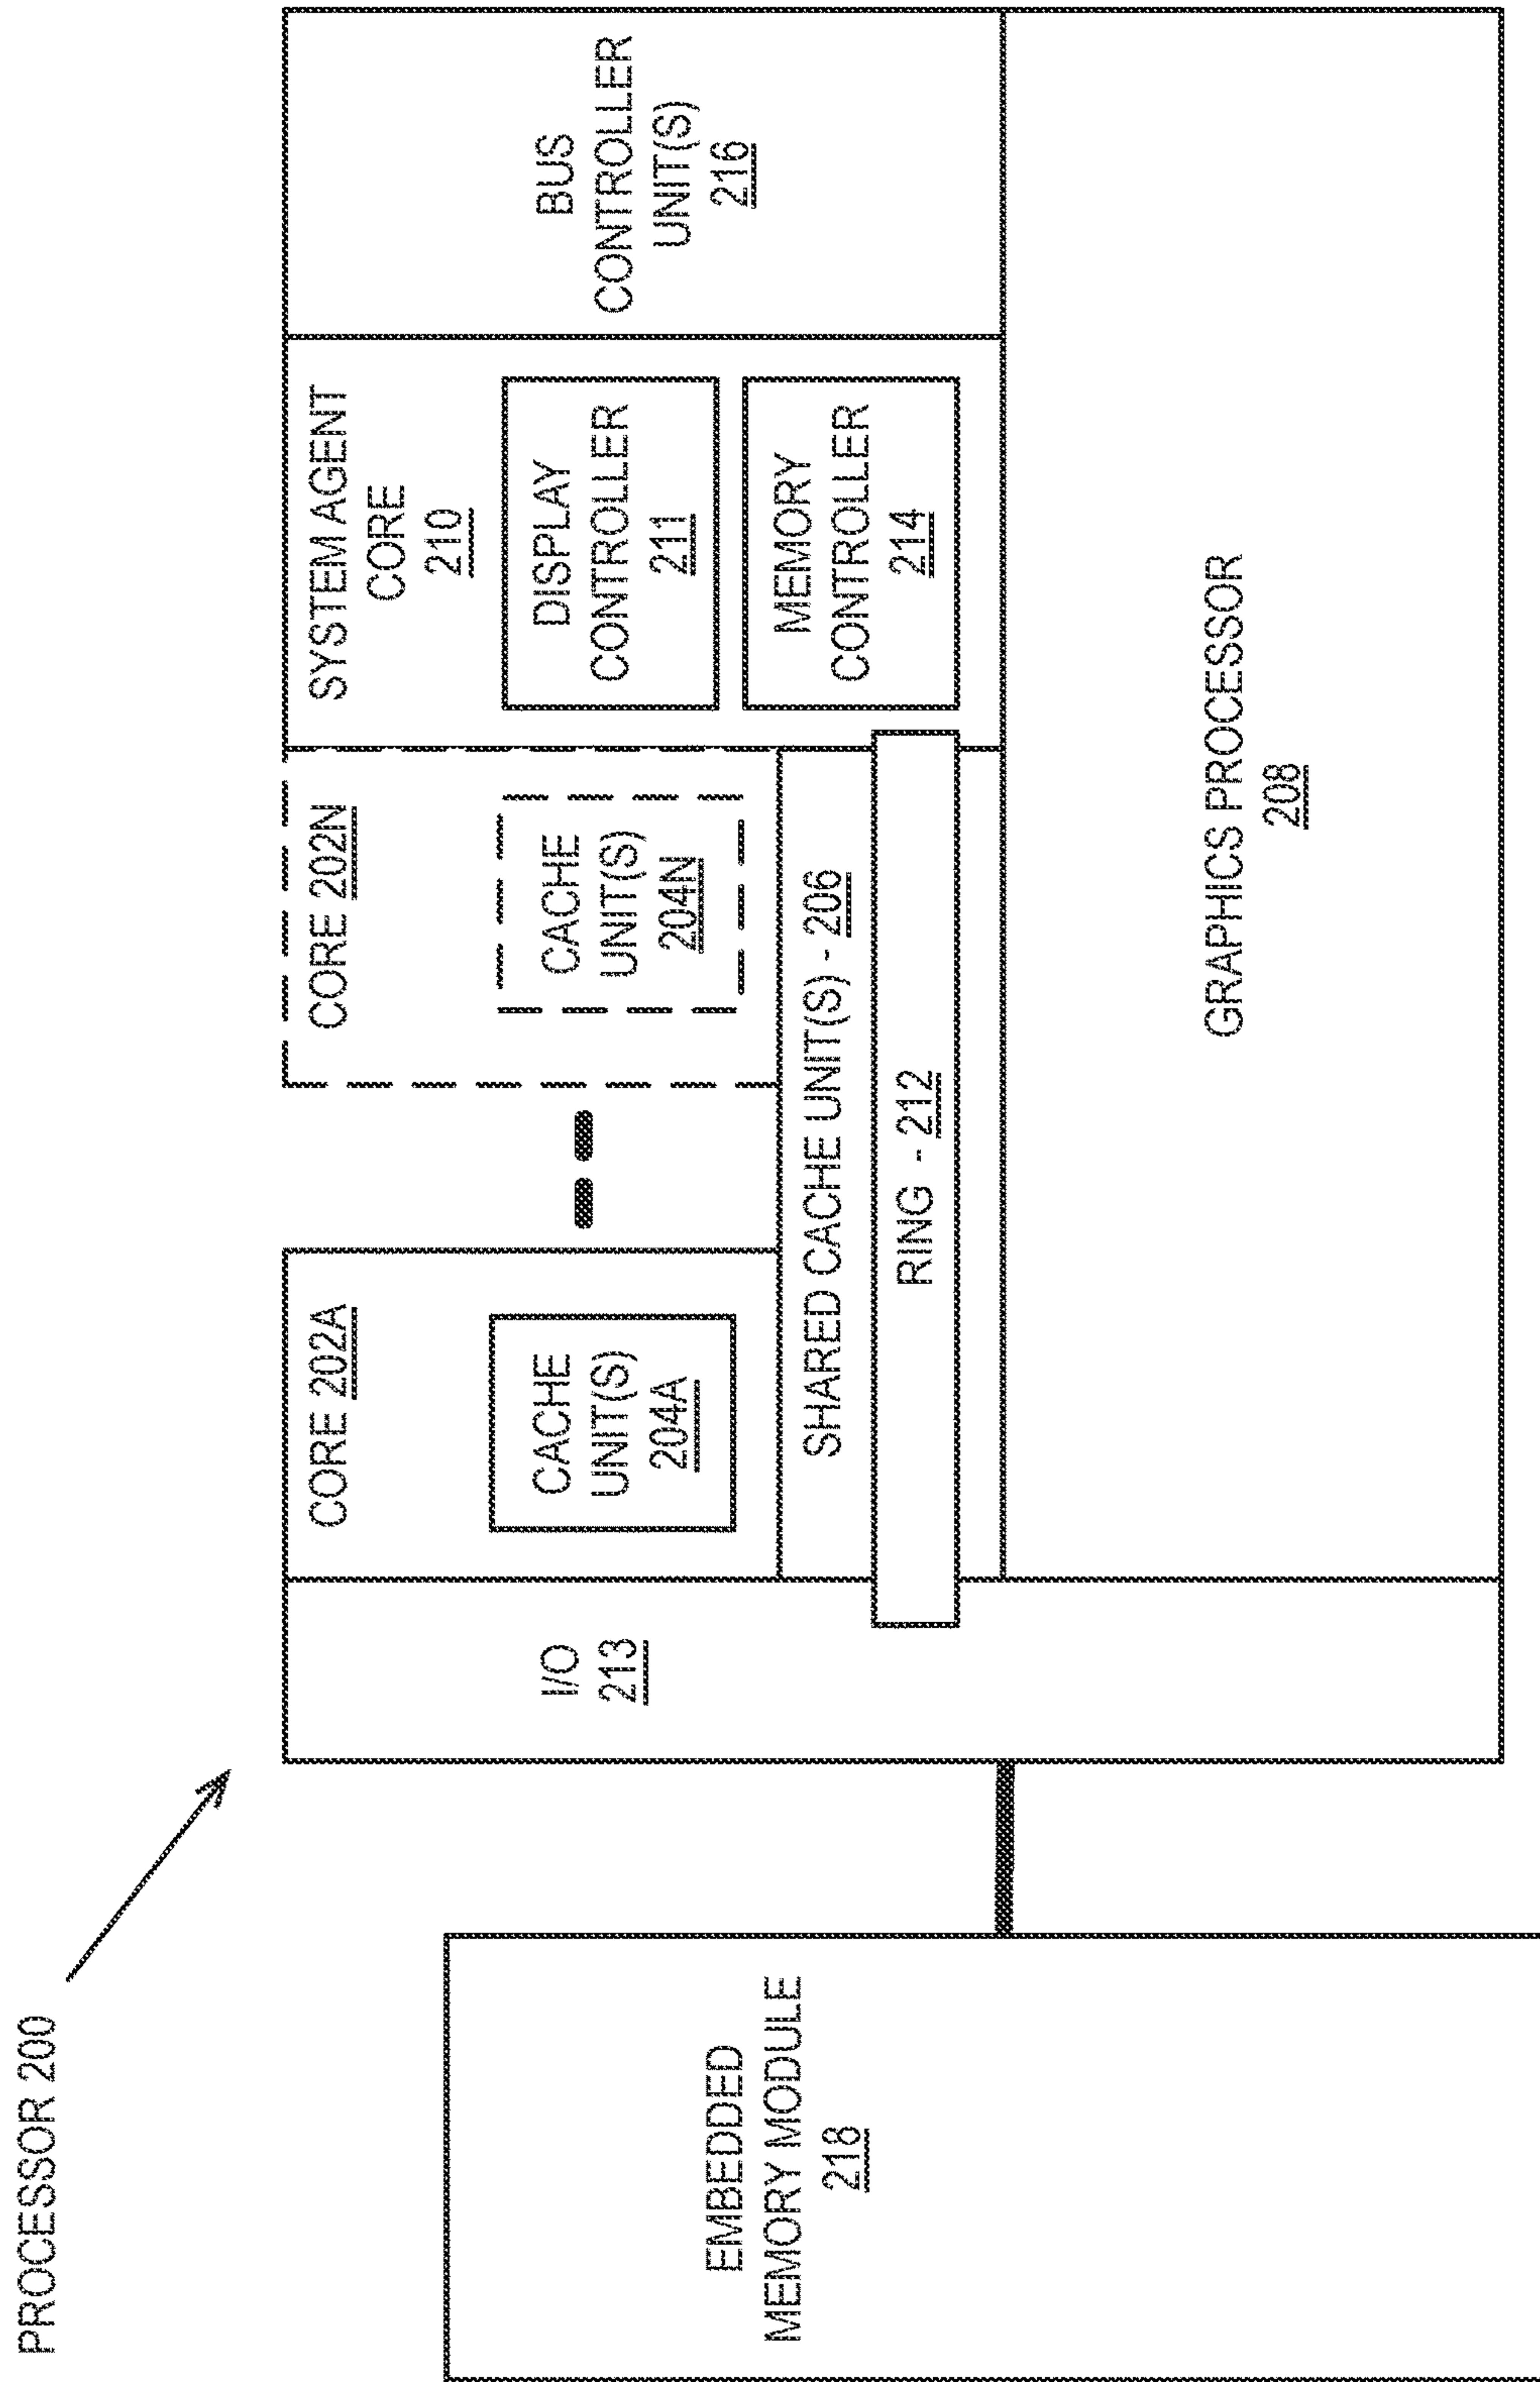 PROCESSOR 200
EMBEDDED
MEMORY MODULE
218
I/O
213
CORE 202A
CACHE
UNIT(S)
204A
CORE 202N
CACHE
UNIT(S)
204N
SHARED CACHE UNIT(S) - 206
RING - 212
SYSTEM AGENT
CORE
210
DISPLAY
CONTROLLER
211
MEMORY
CONTROLLER
214
BUS
CONTROLLER
UNIT(S)
216
GRAPHICS PROCESSOR
208